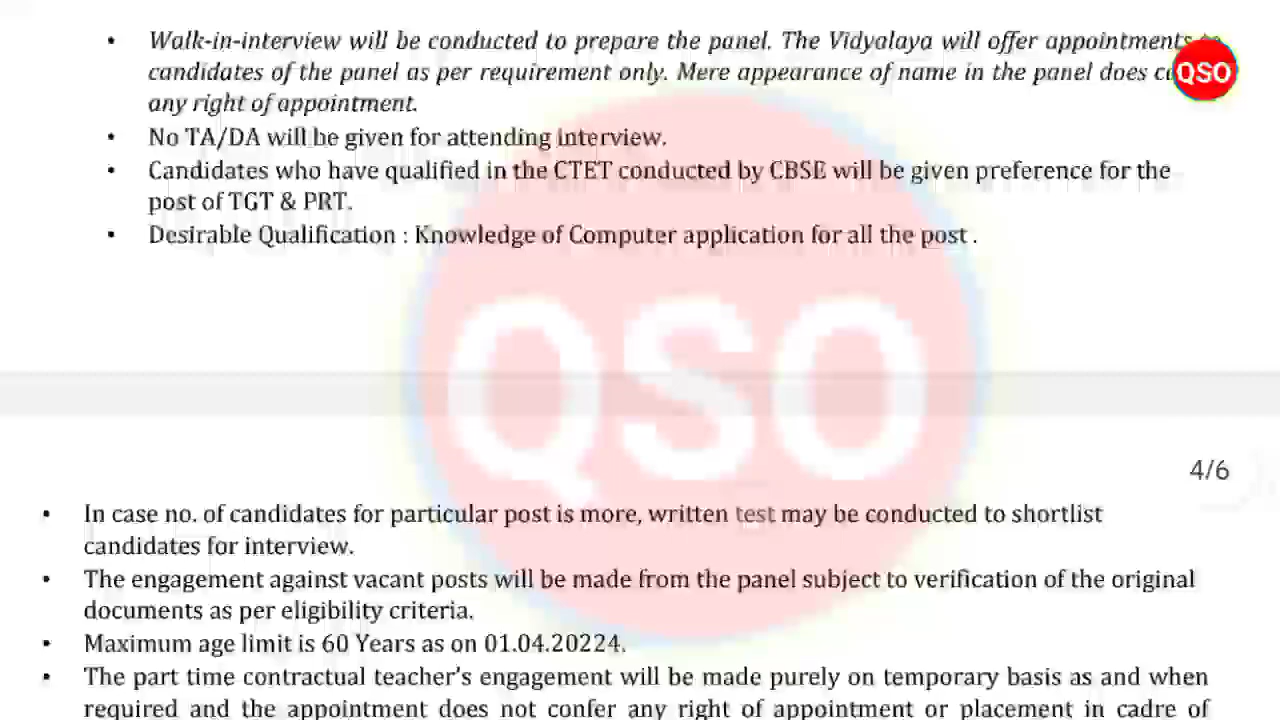 • Walk-in-interview will be conducted to prepare the panel. The Vidyalaya will offer appointments
candidates of the panel as per requirement only. Mere appearance of name in the panel does
QSO
any right of appointment.
• No TA/DA will be given for attending interview.
• Candidates who have qualified in the CTET conducted by CBSE will be given preference for the
post of TGT & PRT.
• Desirable Qualification : Knowledge of Computer application for all the post .
QSO
4/6
• In case no. of candidates for particular post is more, written test may be conducted to shortlist
candidates for interview.
• The engagement against vacant posts will be made from the panel subject to verification of the original
documents as per eligibility criteria.
• Maximum age limit is 60 Years as on 01.04.20224.
• The part time contractual teacher's engagement will be made purely on temporary basis as and when
required and the appointment does not confer any right of appointment or placement in cadre of